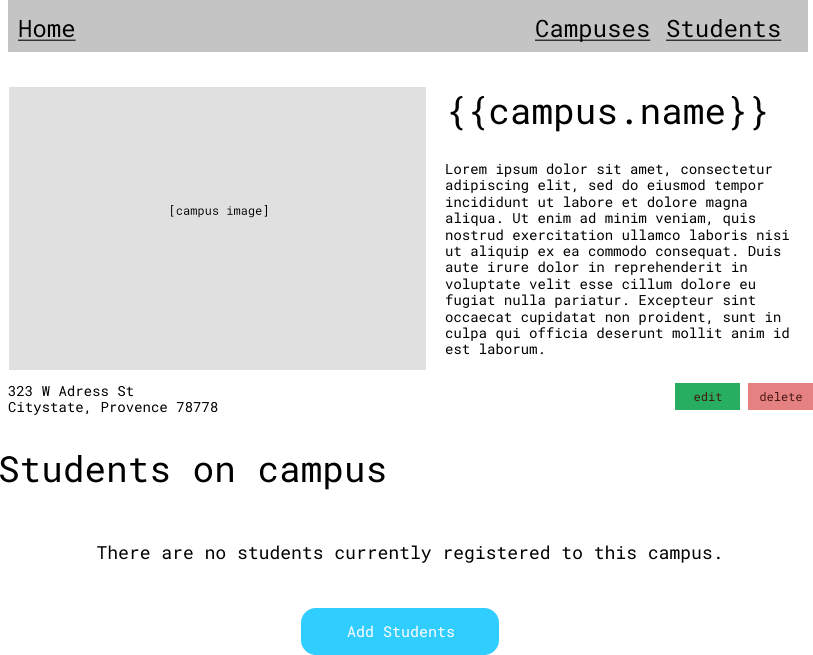 Home Campuses Students
{{campus.name}}
[campus image]
Lorem ipsum dolor sit amet, consectetur
adipiscing elit, sed do eiusmod tempor
incididunt ut labore et dolore magna
aliqua. Ut enim ad minim veniam, quis
nostrud exercitation ullamco laboris nisi
ut aliquip ex ea commodo consequat. Duis
aute irure dolor in reprehenderit in
voluptate velit esse cillum dolore eu
fugiat nulla pariatur. Excepteur sint
occaecat cupidatat non proident, sunt in
culpa qui officia deserunt mollit anim id
est laborum.
323 W Adress St
Citystate, Provence 78778
edit delete
Students on campus
There are no students currently registered to this campus.
Add Students